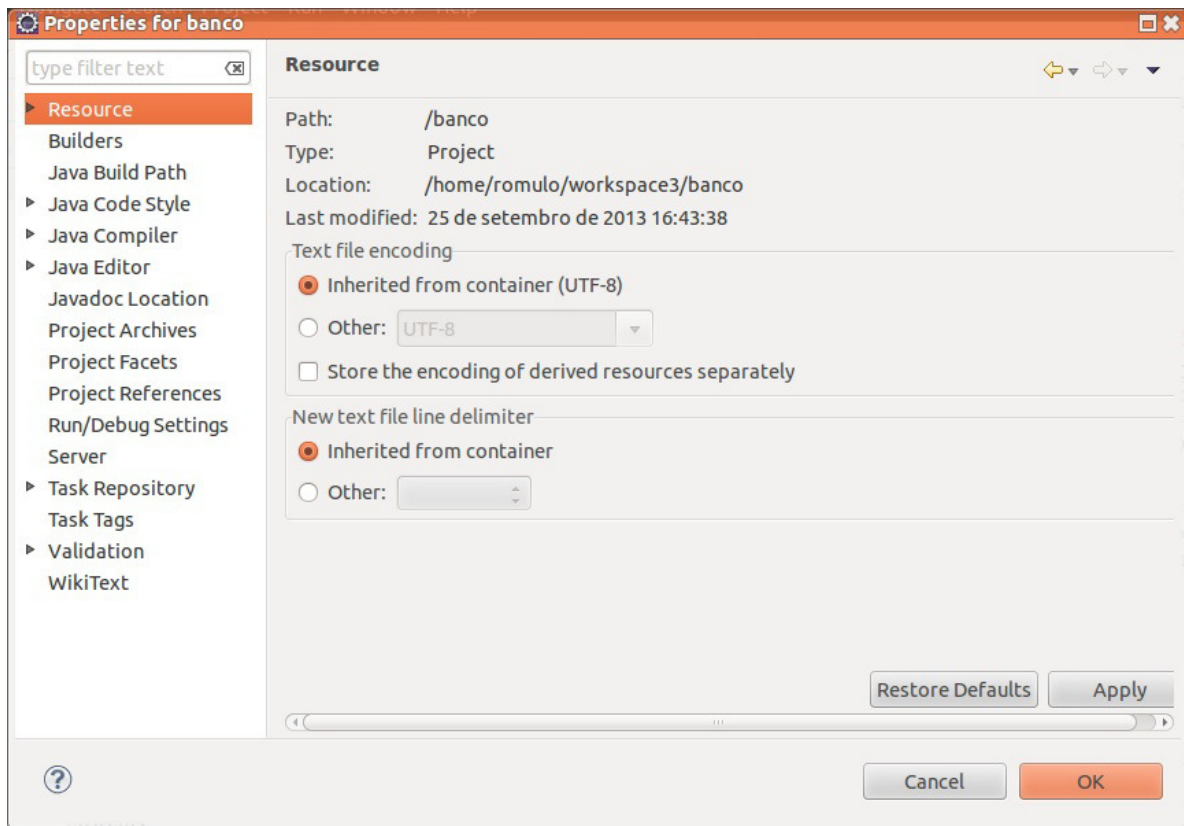 Properties for banco
type filter text
Resource
Builders
Java Build Path
Java Code Style
Java Compiler
Java Editor
Javadoc Location
Project Archives
Project Facets
Project References
Run/Debug Settings
Server
Task Repository
Task Tags
Validation
WikiText
Resource
Path: /banco
Type: Project
Location: /home/romulo/workspace3/banco
Last modified: 25 de setembro de 2013 16:43:38
Text file encoding
Inherited from container (UTF-8)
Other: UTF-8
Store the encoding of derived resources separately
New text file line delimiter
Inherited from container
Other:
Restore Defaults Apply
? Cancel OK